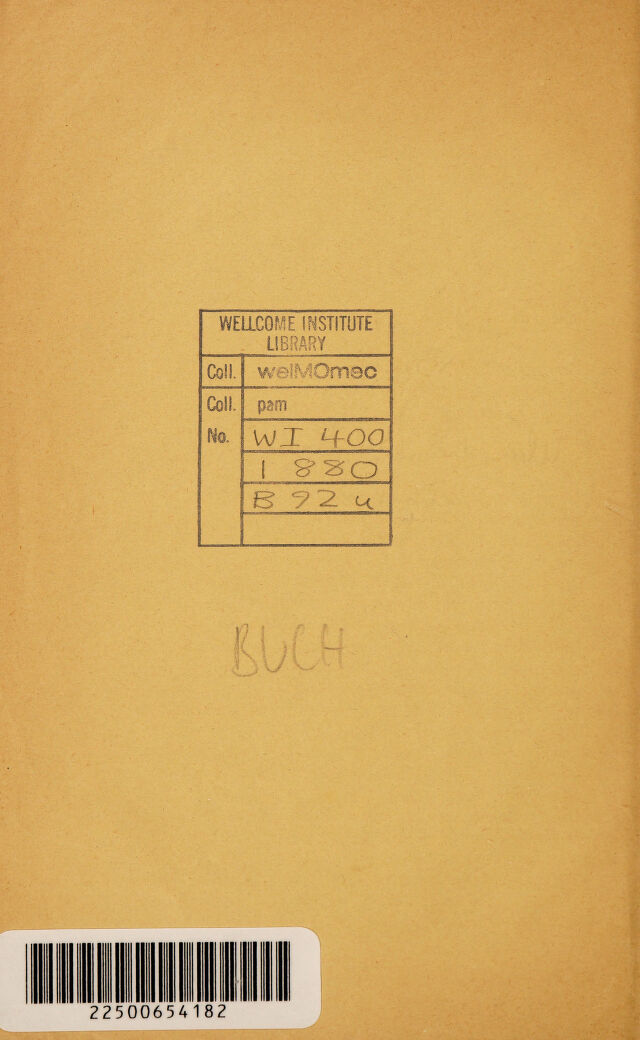 WELLCOME INSTITUTE
LIBRARY
Coll. welMOmec
Coll. pam
No. WI 400
1880
B92u
BUCH
22500654182